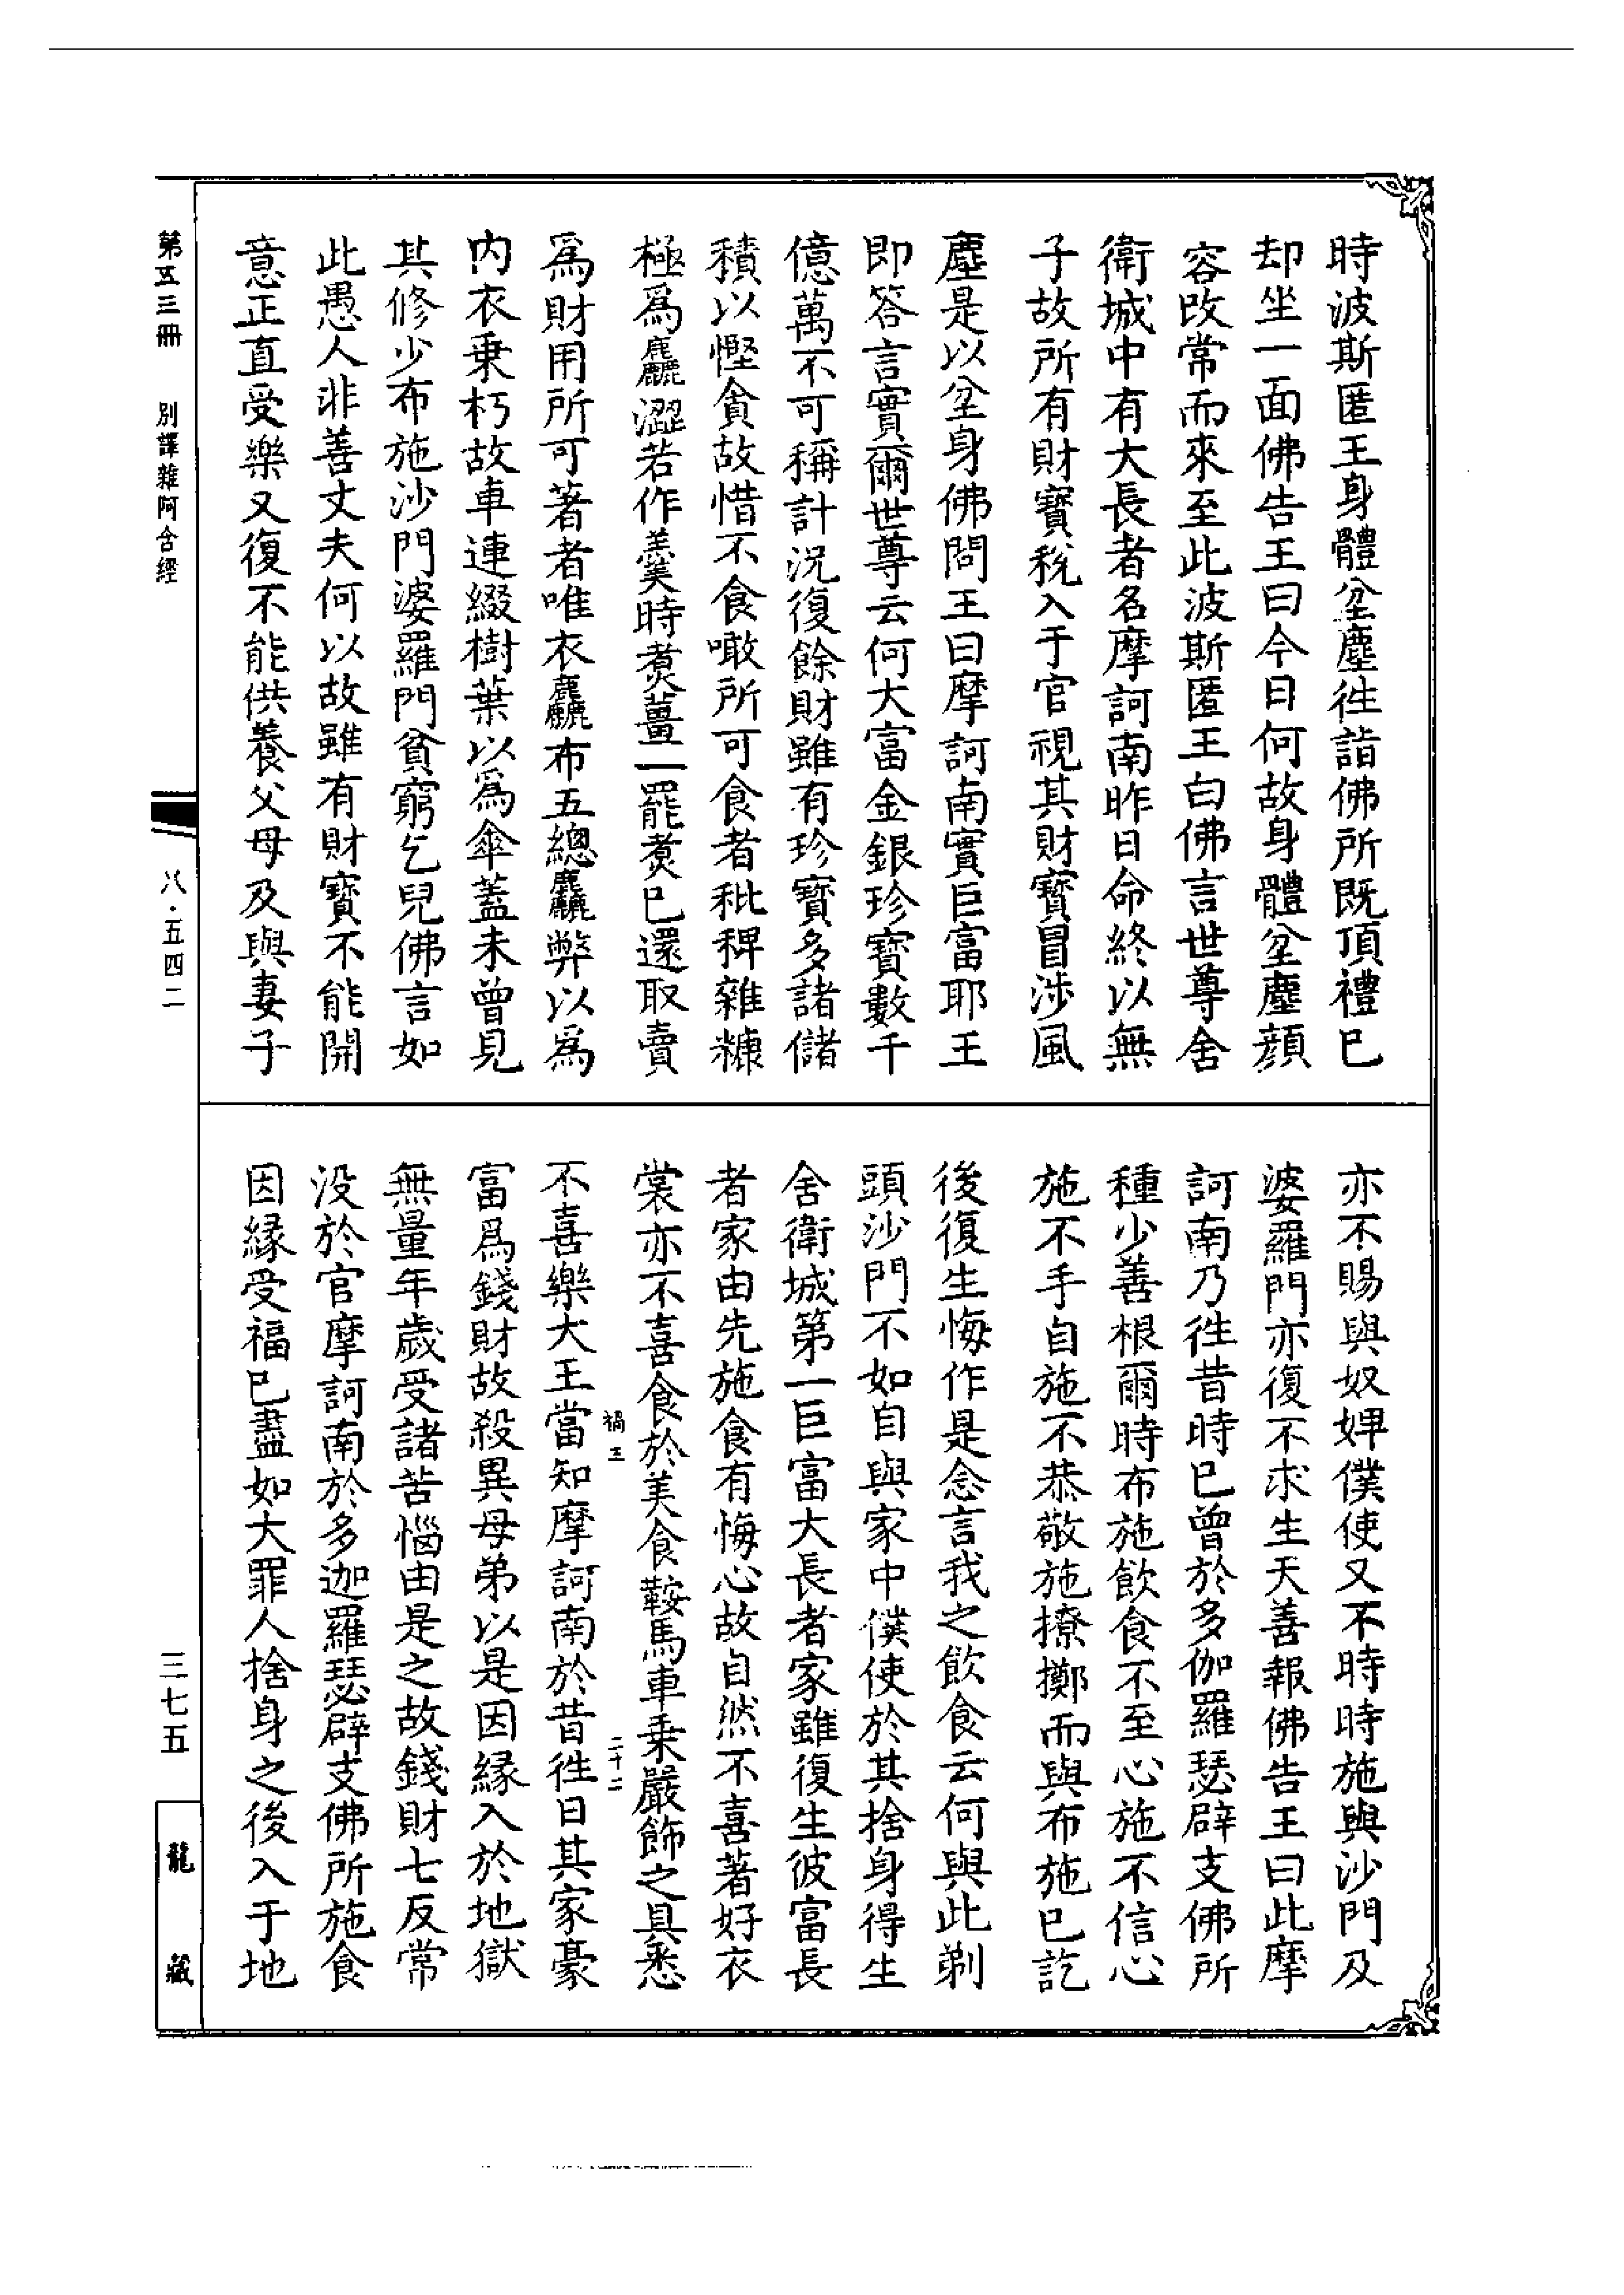 時波斯匿王身體坌塵往詣佛所既頂禮已
却坐一面佛告王曰今日何故身體坌塵顔
容改常而來至此波斯匿王白佛言世尊舍
衛城中有大長者名摩訶南昨日命終以無
子故所有財寶稅入于官視其財寶冒涉風
塵是以坌身佛問王曰摩訶南實巨富耶王
即答言實爾世尊云何大富金銀珍寶數千
億萬不可稱計況復餘財雖有珍寶多諸儲
積以慳貪故惜不食噉所可食者秕稗雜糠
極爲麤澀若作羮時煑薑一罷煑已還取賣
爲財用所可著者唯衣麤布五總麤弊以爲
内衣乗朽故車連綴樹葉以爲傘蓋未曾見
其修少布施沙門婆羅門貧窮乞兒佛言如
此愚人非善丈夫何以故雖有財寶不能開
意正直受樂又復不能供養父母及與妻子
亦不賜與奴婢僕使又不時時施與沙門及
婆羅門亦復不求生天善報佛告王曰此摩
訶南乃往昔時已曾於多伽羅瑟辟支佛所
種少善根爾時布施飲食不至心施不信心
施不手自施不恭敬施撩擲而與布施已訖
後復生悔作是念言我之飲食云何與此剃
頭沙門不如自與家中僕使於其捨身得生
舍衛城第一巨富大長者家雖復生彼富長
者家由先施食有悔心故自然不喜著好衣
裳亦不喜食於美食鞍馬車乗嚴飾之具悉
不喜樂大王當知摩訶南於昔往日其家豪
富爲錢財故殺異母弟以是因縁入於地獄
無量年歲受諸苦惱由是之故錢財七反常
没於官摩訶南於多迦羅瑟辟支佛所施食
因縁受福已盡如大罪人捨身之後入于地
二十二
第五三冊 別譯雜阿含經
八·五四二
三七五
龍藏